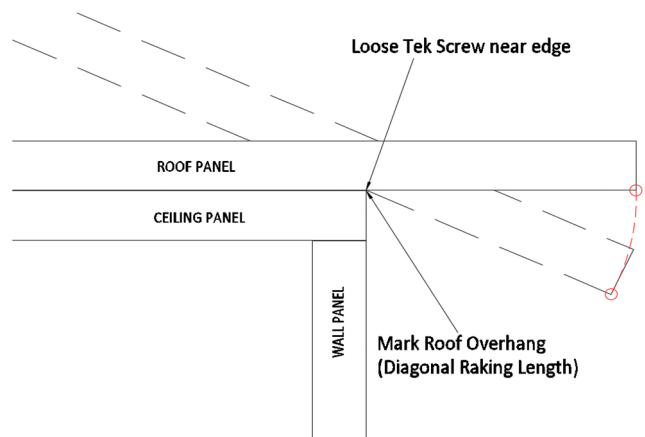 Loose Tek Screw near edge
ROOF PANEL
CEILING PANEL
WALL PANEL
Mark Roof Overhang
(Diagonal Raking Length)